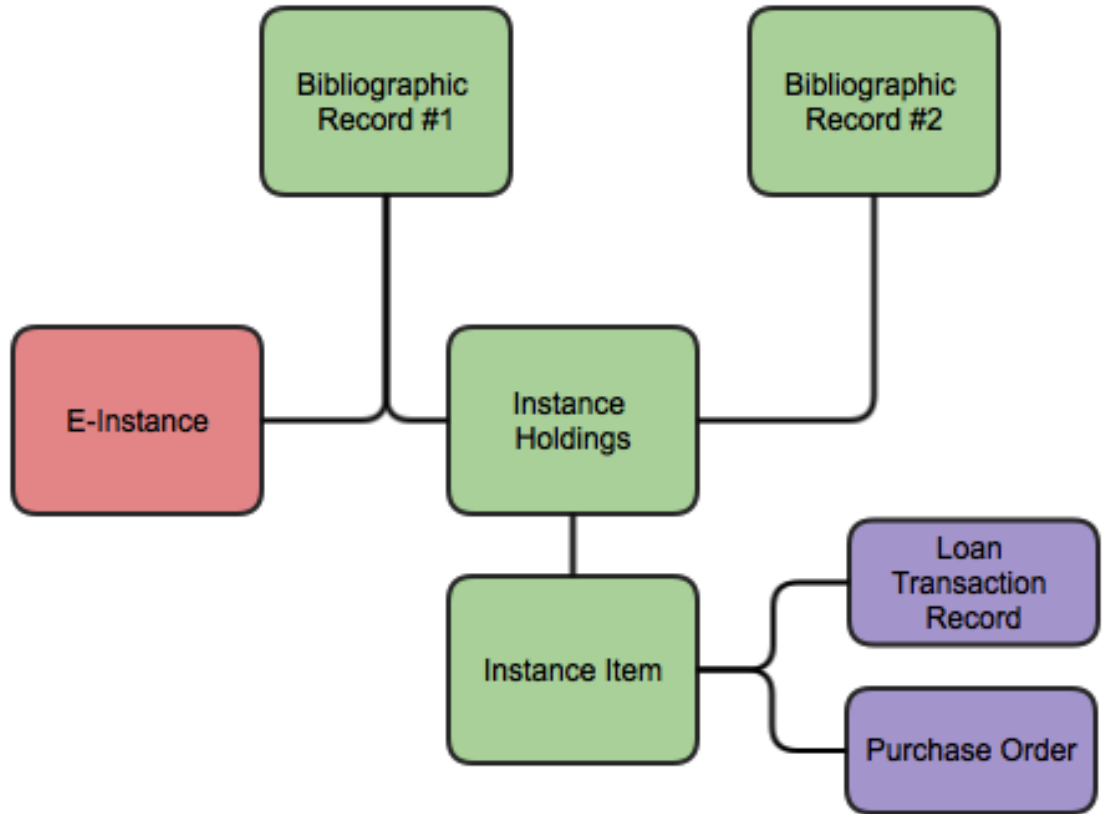 Bibliographic
Record #1
Bibliographic
Record #2
E-Instance
Instance
Holdings
Loan
Transaction
Record
Instance Item
Purchase Order